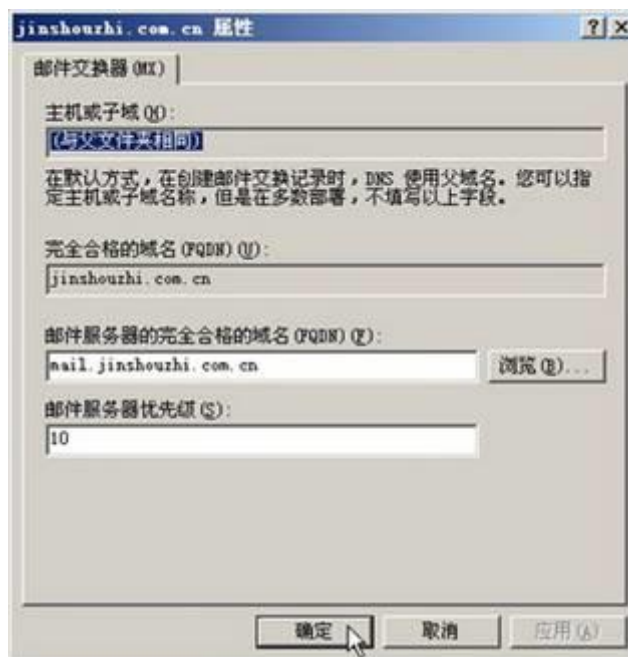 jinshouzhi.com.cn 属性
邮件交换器(MX)
主机或子域(H):
(与父文件夹相同)
在默认方式，在创建邮件交换记录时，DNS 使用父域名。您可以指
定主机或子域名称，但是在多数部署，不填写以上字段。
完全合格的域名(FQDN)(U):
jinshouzhi.com.cn
邮件服务器的完全合格的域名(FQDN)(F):
mail.jinshouzhi.com.cn
浏览(B)...
邮件服务器优先级(S):
10
确定
取消
应用(A)